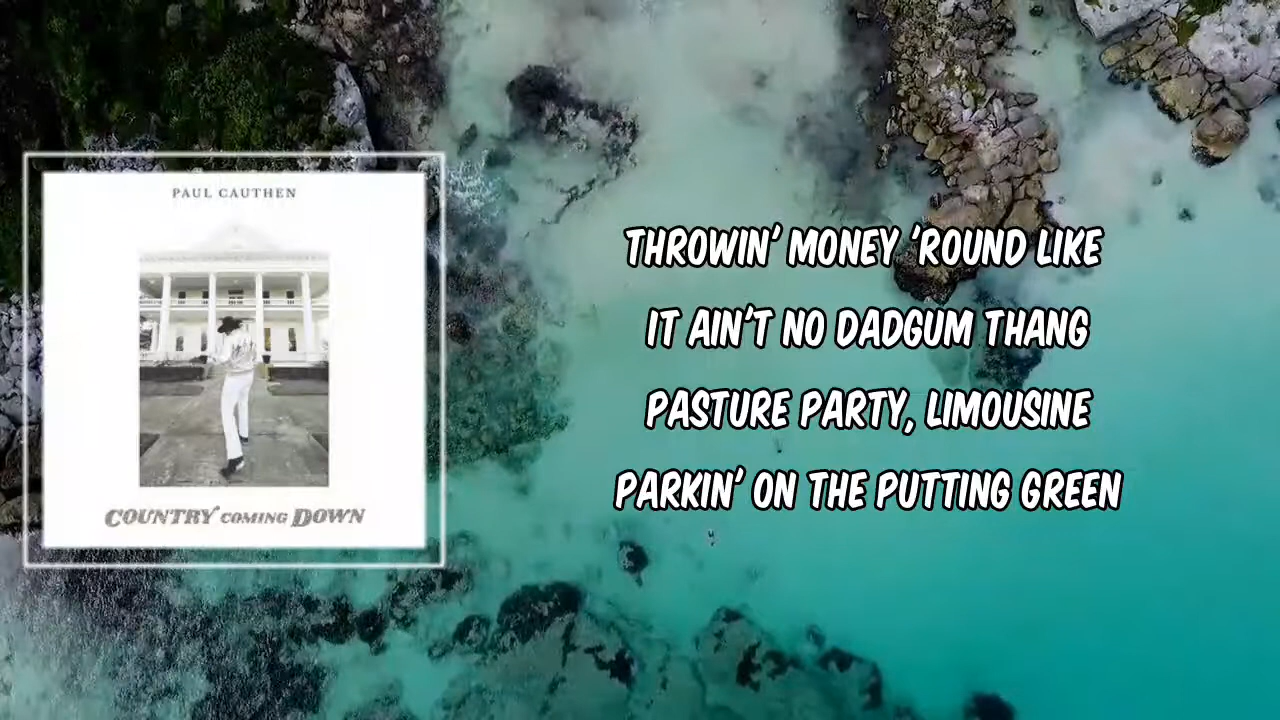 PAUL CAUTHEN
COUNTRY COMING DOWN
THROWIN' MONEY 'ROUND LIKE
IT AIN'T NO DADGUM THANG
PASTURE PARTY, LIMOUSINE
PARKIN' ON THE PUTTING GREEN